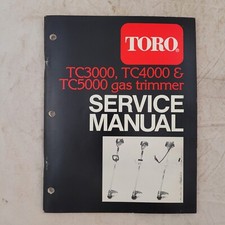 TORO
TC3000, TC4000 &
TC5000 gas trimmer
SERVICE
MANUAL